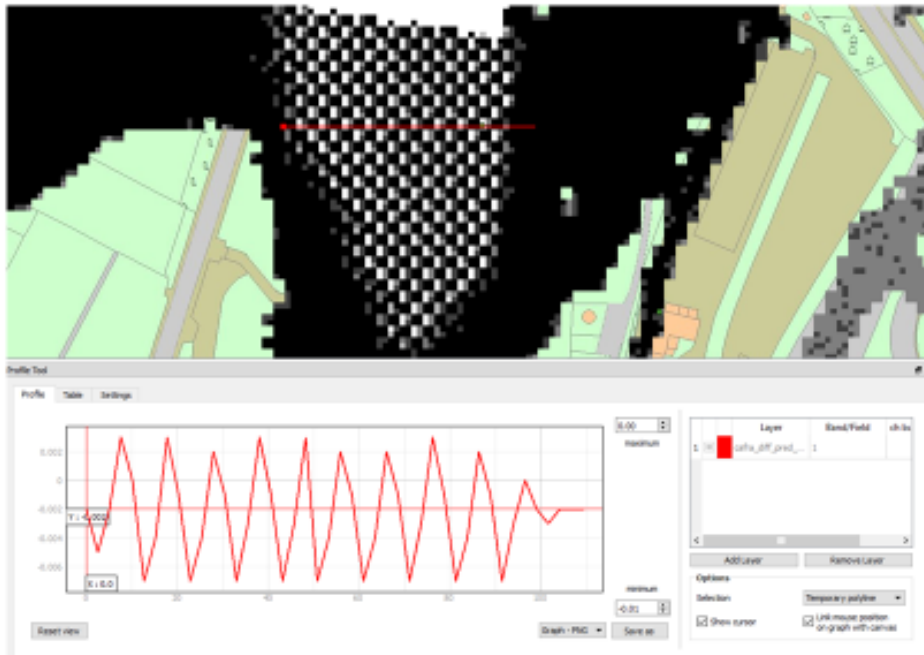 Profile Tool
Profile Table Settings
0.00
maximum
0.002
0
-0.002
Y : -0.002
-0.004
-0.006
X : 0.0
0 20 40 60 80 100
minimum
-0.01
Reset view
Graph - PNG
Save as
Layer Band/Field
1 1
Add Layer Remove Layer
Options
Selection Temporary polyline
Show cursor
Link mouse position
on graph with canvas